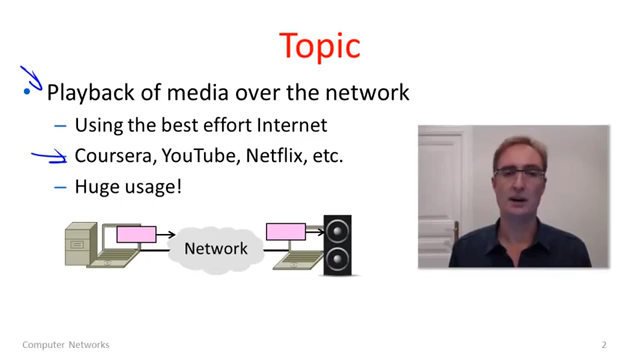 Topic
• Playback of media over the network
– Using the best effort Internet
– Coursera, YouTube, Netflix, etc.
– Huge usage!
Network
Computer Networks
2